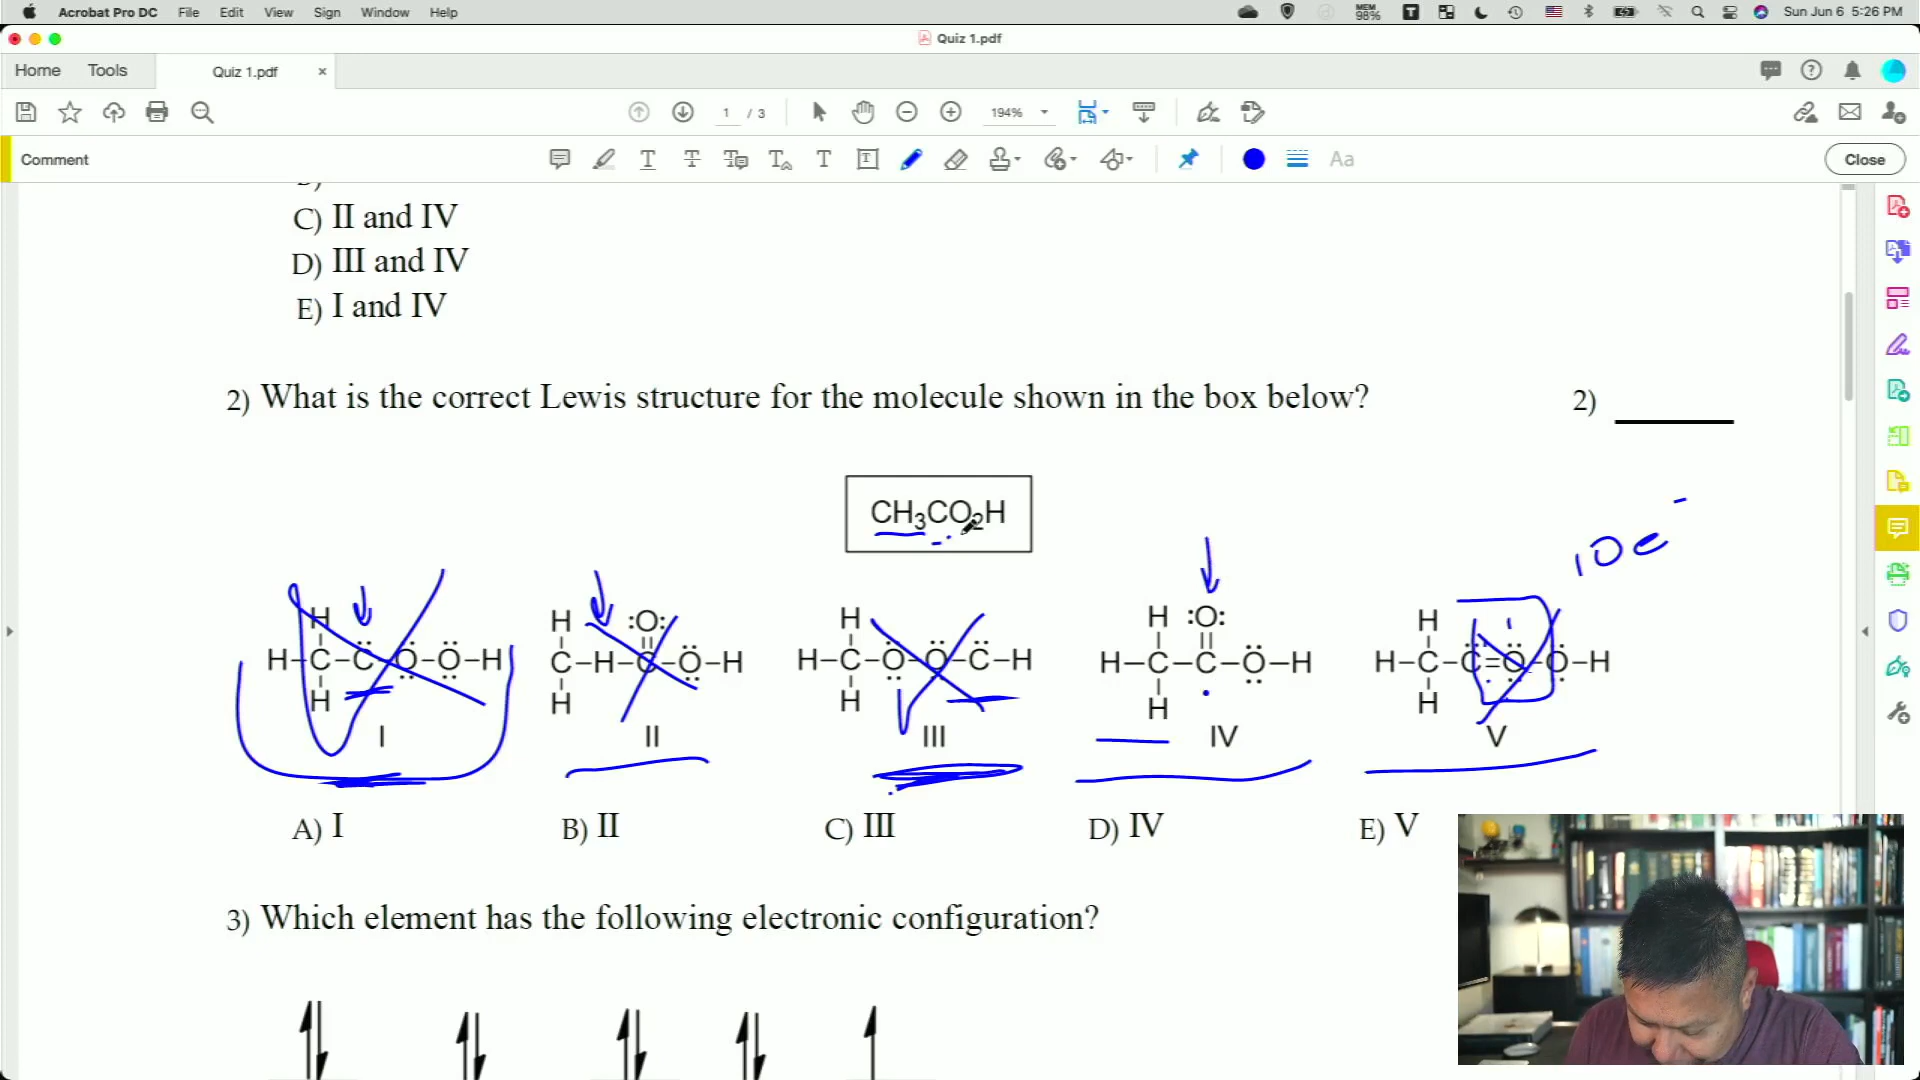 Acrobat Pro DC File Edit View Sign Window Help
MEM 98% Sun Jun 6 5:26 PM
Quiz 1.pdf
Home Tools Quiz 1.pdf ×
1 / 3 194%
Comment Aa Close
C) II and IV
D) III and IV
E) I and IV
2) What is the correct Lewis structure for the molecule shown in the box below? 2)
CH₃CO₂H
10e⁻
H H :O: H H :O: H
H–C–C–O–O–H C–H–C–O–H H–C–O–O–C–H H–C–C–O–H H–C–C=O–O–H
H H H H H
I II III IV V
A) I B) II C) III D) IV E) V
3) Which element has the following electronic configuration?